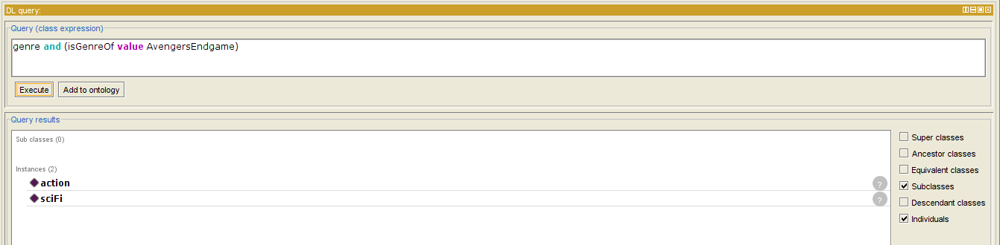 DL query:
Query (class expression)
genre and (isGenreOf value AvengersEndgame)
Execute
Add to ontology
Query results
Sub classes (0)
Instances (2)
action
?
sciFi
?
Super classes
Ancestor classes
Equivalent classes
Subclasses
Descendant classes
Individuals